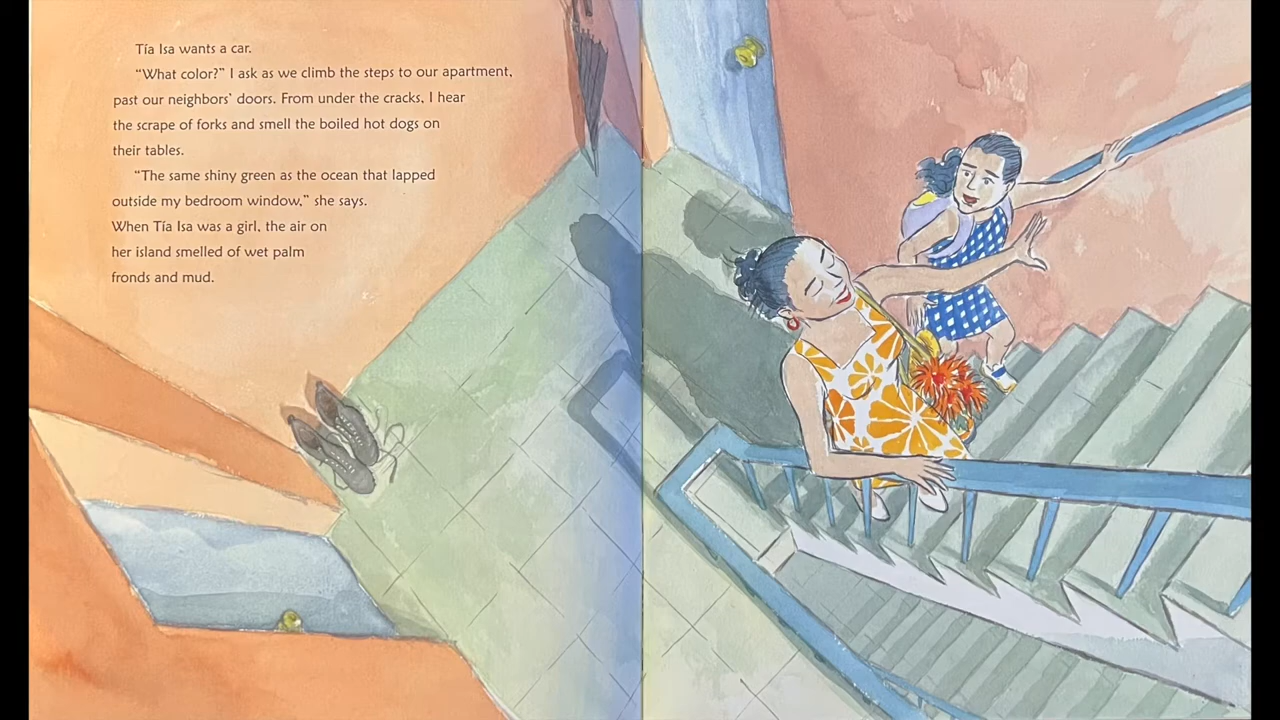 Tía Isa wants a car.
“What color?” I ask as we climb the steps to our apartment,
past our neighbors’ doors. From under the cracks, I hear
the scrape of forks and smell the boiled hot dogs on
their tables.
“The same shiny green as the ocean that lapped
outside my bedroom window,” she says.
When Tía Isa was a girl, the air on
her island smelled of wet palm
fronds and mud.